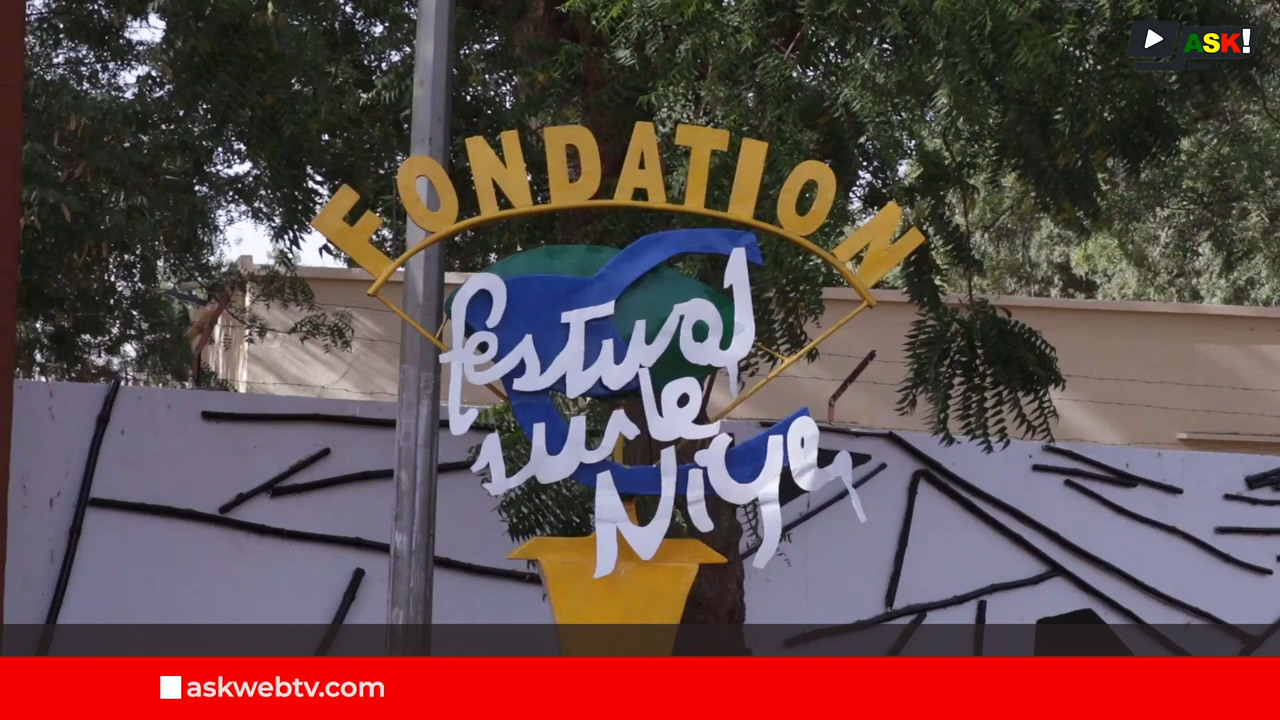 ASK!
FONDATION
festival
sur le
Niger
askwebtv.com